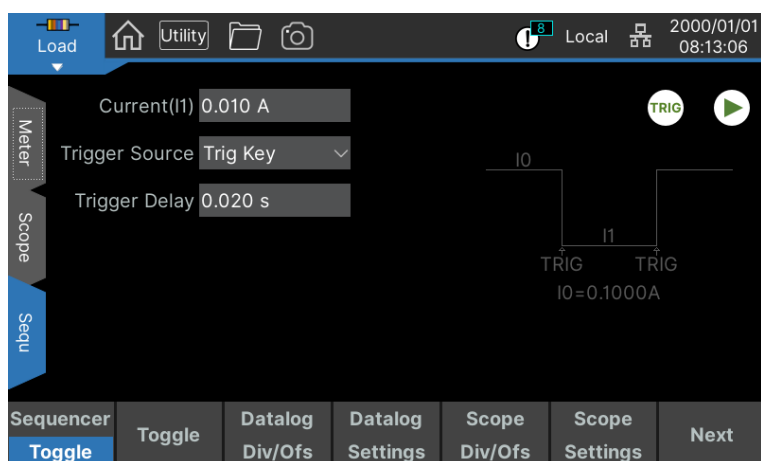 Load
Utility
8
Local
2000/01/01
08:13:06
Meter
Scope
Sequ
Current(I1) 0.010 A
Trigger Source Trig Key
Trigger Delay 0.020 s
TRIG
I0
I1
TRIG TRIG
I0=0.1000A
Sequencer
Toggle
Toggle
Datalog
Div/Ofs
Datalog
Settings
Scope
Div/Ofs
Scope
Settings
Next